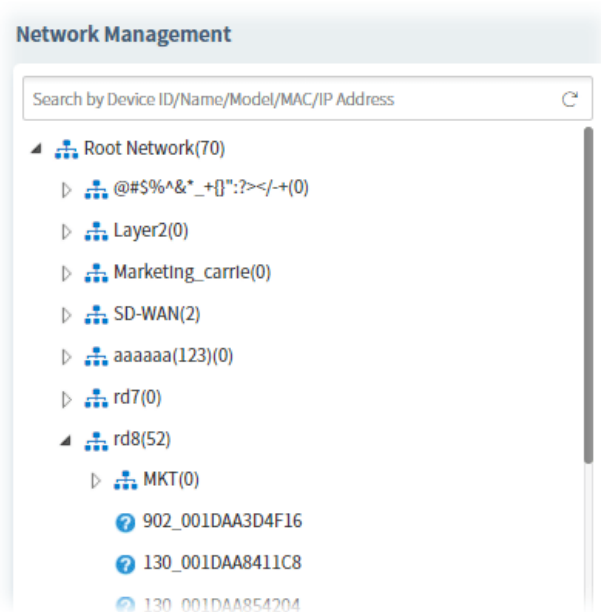 Network Management
Search by Device ID/Name/Model/MAC/IP Address
Root Network(70)
@#$%^&*_+{}":?></-+(0)
Layer2(0)
Marketing_carrie(0)
SD-WAN(2)
aaaaaa(123)(0)
rd7(0)
rd8(52)
MKT(0)
902_001DAA3D4F16
130_001DAA8411C8
130_001DAA854204